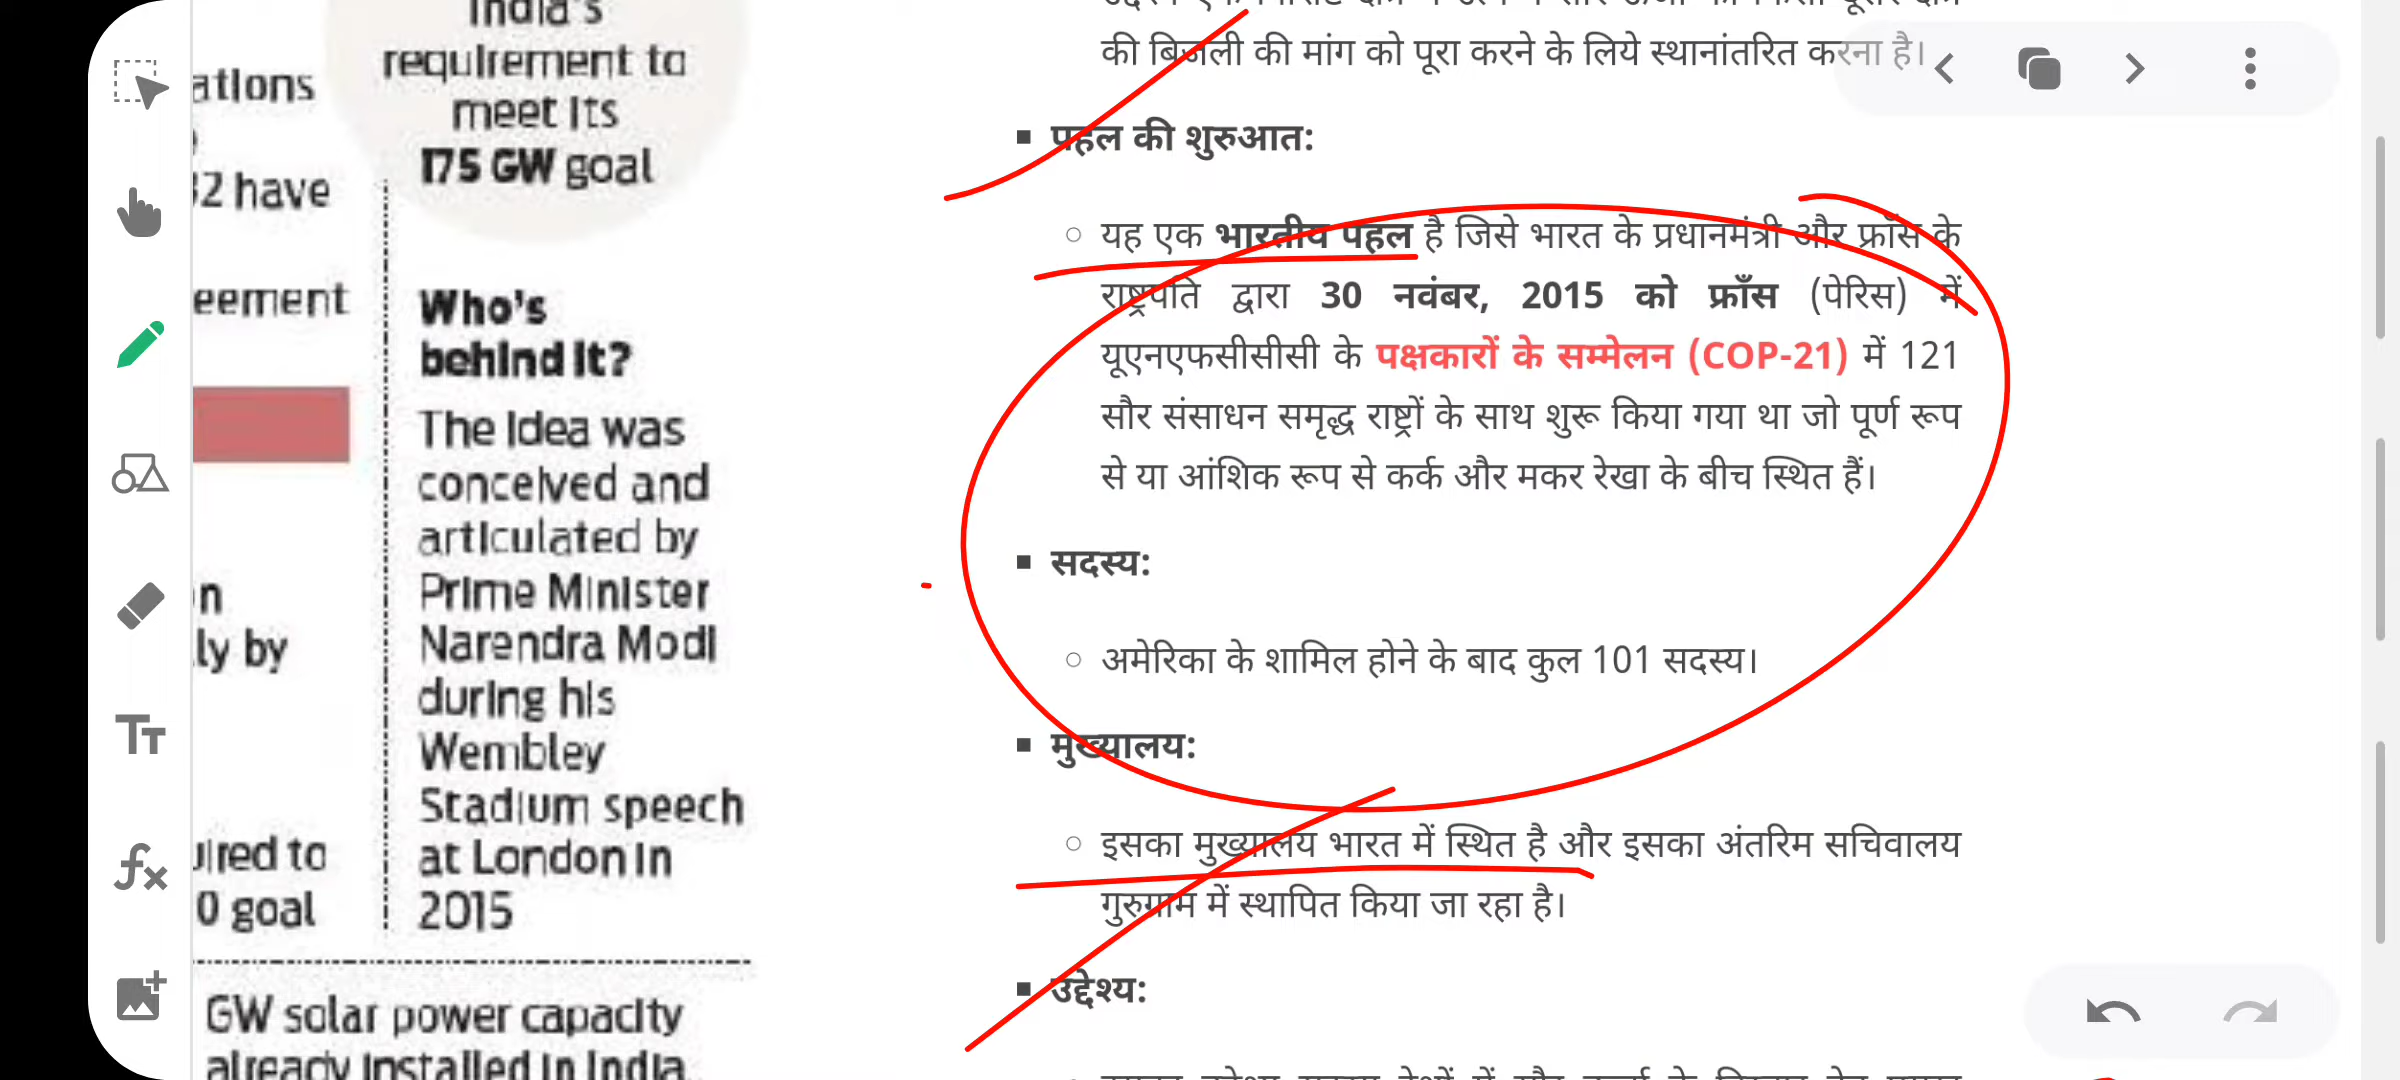 India's
requirement to
meet its
175 GW goal
ations
32 have
eement
Who's
behind it?
The idea was
conceived and
articulated by
Prime Minister
Narendra Modi
during his
Wembley
Stadium speech
at London in
2015
n
ly by
uired to
0 goal
GW solar power capacity
already installed in India
की बिजली की मांग को पूरा करने के लिये स्थानांतरित करना है।
पहल की शुरुआत:
यह एक भारतीय पहल है जिसे भारत के प्रधानमंत्री और फ्राँस के
राष्ट्रपति द्वारा 30 नवंबर, 2015 को फ्राँस (पेरिस) में
यूएनएफसीसीसी के पक्षकारों के सम्मेलन (COP-21) में 121
सौर संसाधन समृद्ध राष्ट्रों के साथ शुरू किया गया था जो पूर्ण रूप
से या आंशिक रूप से कर्क और मकर रेखा के बीच स्थित हैं।
सदस्य:
अमेरिका के शामिल होने के बाद कुल 101 सदस्य।
मुख्यालय:
इसका मुख्यालय भारत में स्थित है और इसका अंतरिम सचिवालय
गुरुग्राम में स्थापित किया जा रहा है।
उद्देश्य:
TT
fx